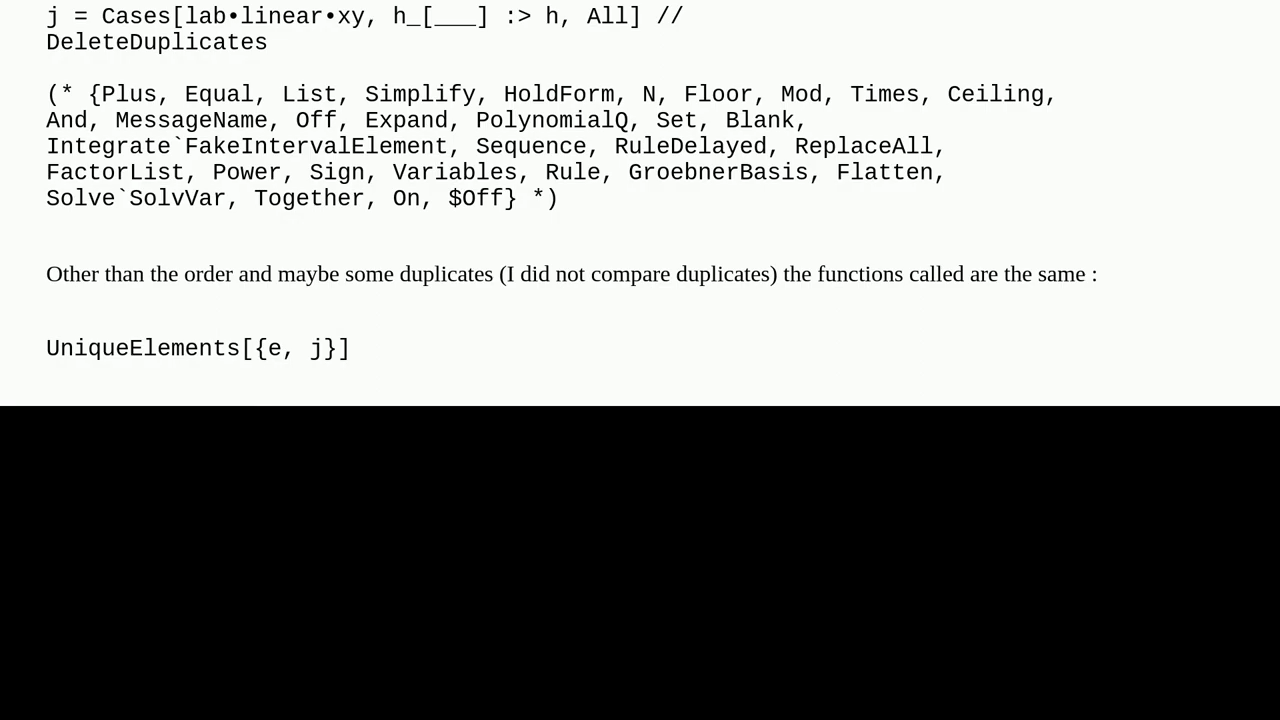 j = Cases[lab•linear•xy, h_[___] :> h, All] //
DeleteDuplicates
(* {Plus, Equal, List, Simplify, HoldForm, N, Floor, Mod, Times, Ceiling,
And, MessageName, Off, Expand, PolynomialQ, Set, Blank,
Integrate`FakeIntervalElement, Sequence, RuleDelayed, ReplaceAll,
FactorList, Power, Sign, Variables, Rule, GroebnerBasis, Flatten,
Solve`SolvVar, Together, On, $Off} *)
Other than the order and maybe some duplicates (I did not compare duplicates) the functions called are the same :
UniqueElements[{e, j}]